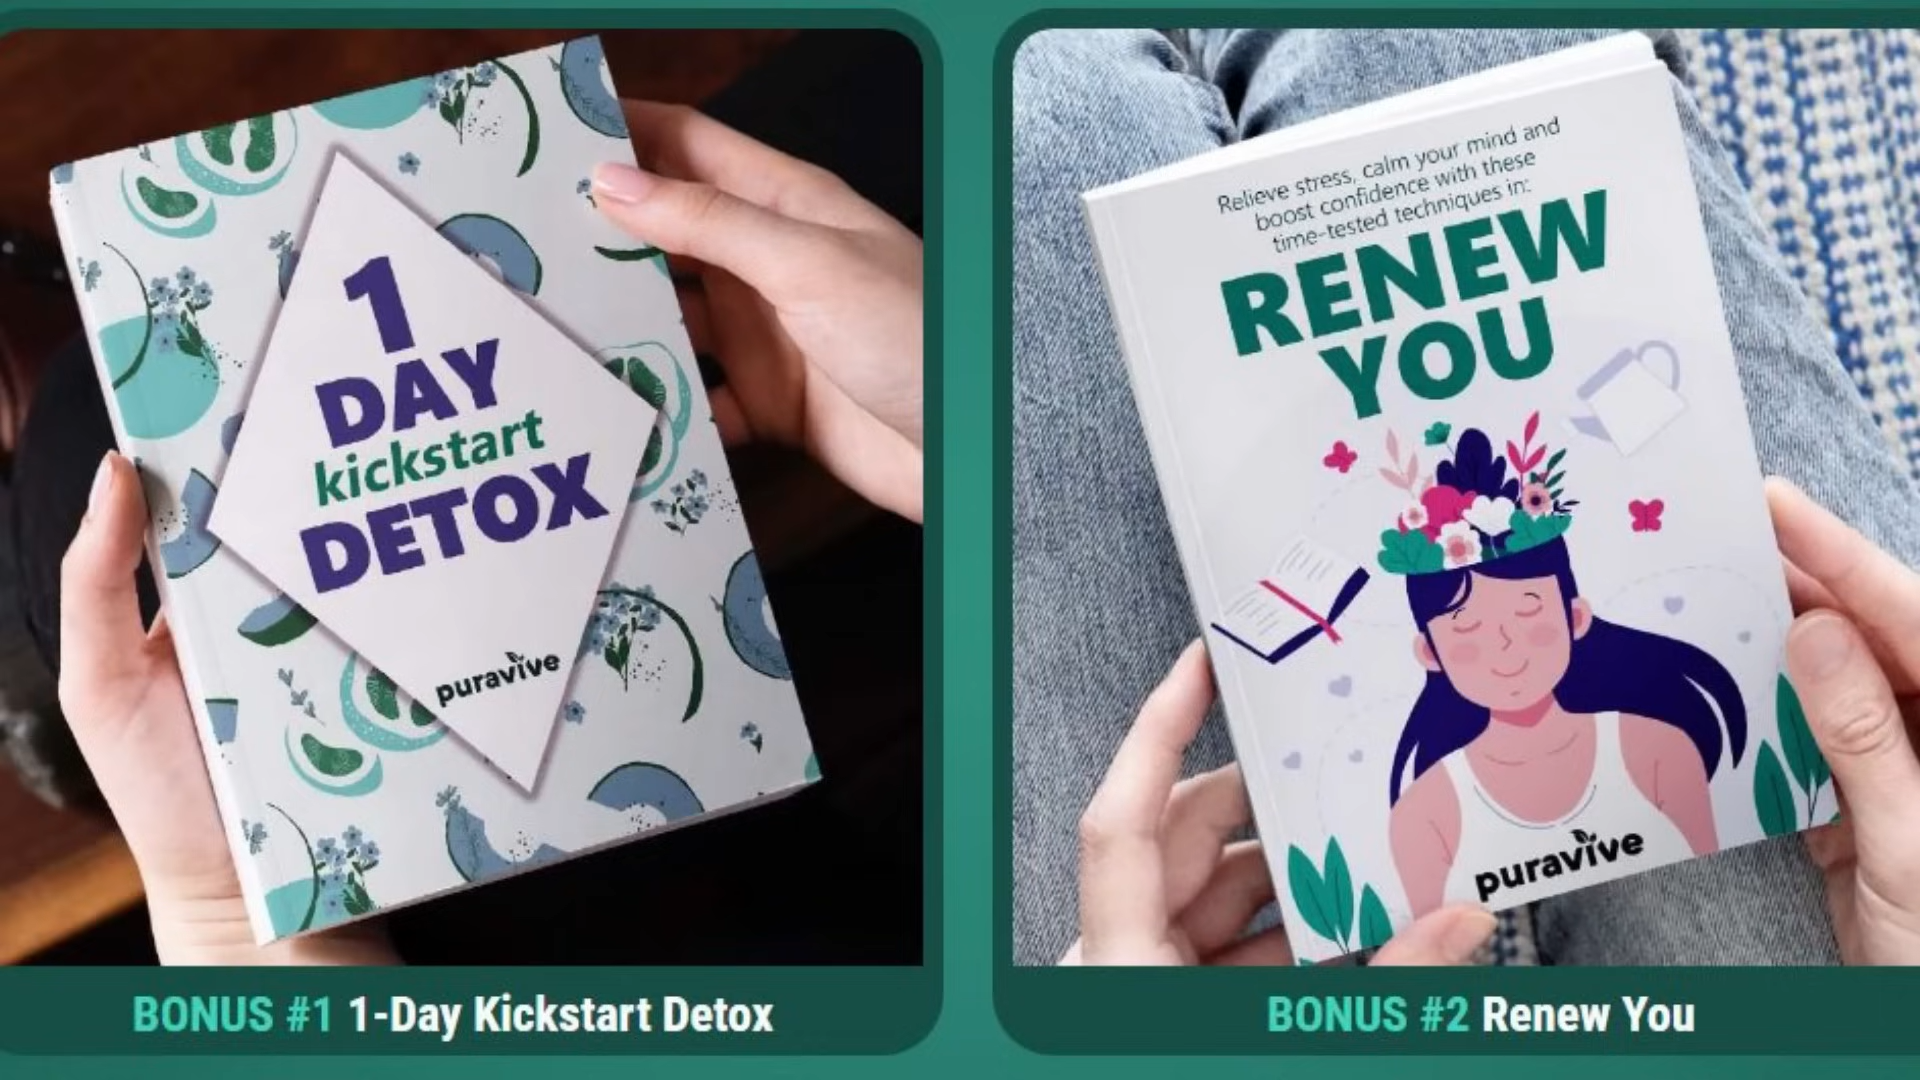 1
DAY
kickstart
DETOX
puravive
BONUS #1 1-Day Kickstart Detox
Relieve stress, calm your mind and
boost confidence with these
time-tested techniques in:
RENEW
YOU
puravive
BONUS #2 Renew You